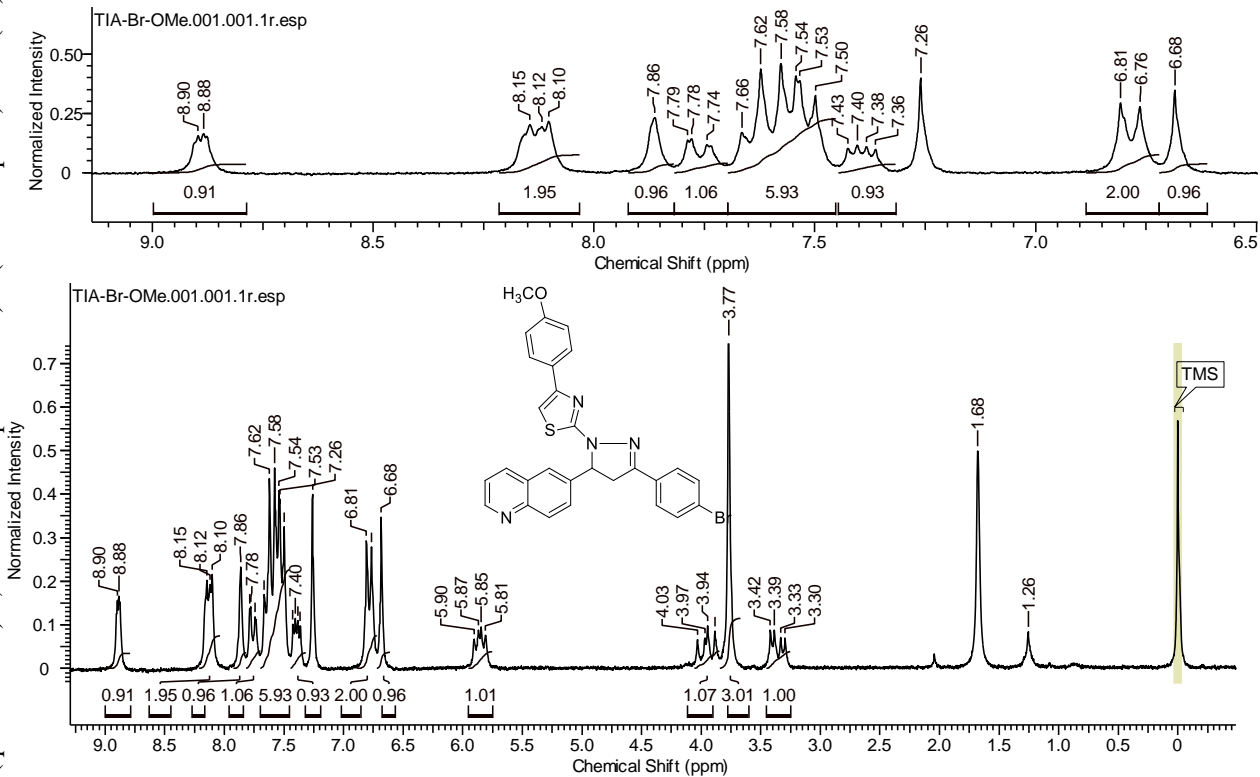 TIA-Br-OMe.001.001.1r.esp
Normalized Intensity
0.50
0.25
0
8.90 8.88 8.15 8.12 8.10 7.86 7.79 7.78 7.74 7.66 7.62 7.58 7.54 7.53 7.50 7.43 7.40 7.38 7.36 7.26 6.81 6.76 6.68
0.91 1.95 0.96 1.06 5.93 0.93 2.00 0.96
9.0 8.5 8.0 7.5 7.0 6.5
Chemical Shift (ppm)
TIA-Br-OMe.001.001.1r.esp
Normalized Intensity
0.7
0.6
0.5
0.4
0.3
0.2
0.1
0
H3CO
N
S
N
N
N
Br
TMS
8.90 8.88 8.15 8.12 8.10 7.86 7.78 7.62 7.58 7.54 7.53 7.40 7.26 6.81 6.68 5.90 5.87 5.85 5.81 4.03 3.97 3.94 3.77 3.42 3.39 3.33 3.30 1.68 1.26
0.91 1.95 0.96 1.06 5.93 0.93 2.00 0.96 1.01 1.07 3.01 1.00
9.0 8.5 8.0 7.5 7.0 6.5 6.0 5.5 5.0 4.5 4.0 3.5 3.0 2.5 2.0 1.5 1.0 0.5 0
Chemical Shift (ppm)